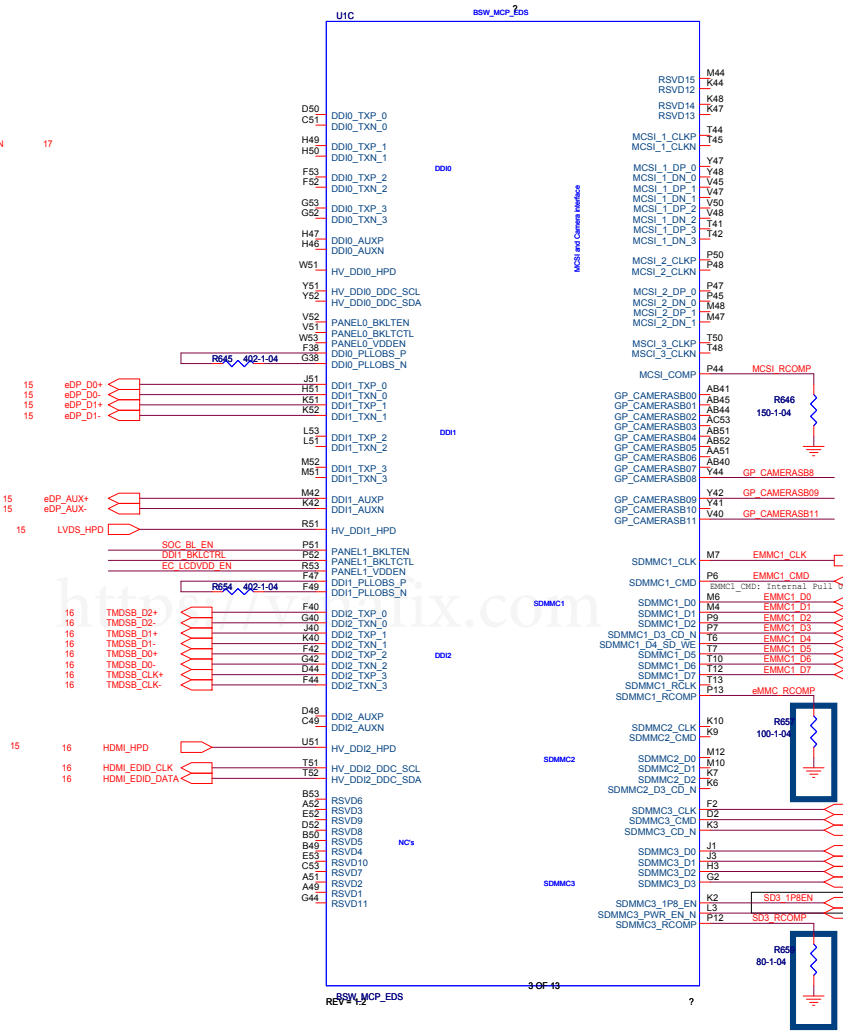 U1C
BSW_MCP_EDS
?
N 17
D50 DDI0_TXP_0
C51 DDI0_TXN_0
H49 DDI0_TXP_1
H50 DDI0_TXN_1
F53 DDI0_TXP_2
F52 DDI0_TXN_2
G53 DDI0_TXP_3
G52 DDI0_TXN_3
H47 DDI0_AUXP
H46 DDI0_AUXN
W51 HV_DDI0_HPD
Y51 HV_DDI0_DDC_SCL
Y52 HV_DDI0_DDC_SDA
V52 PANEL0_BKLTEN
V51 PANEL0_BKLTCTL
W53 PANEL0_VDDEN
F38 DDI0_PLLOBS_P
R645 402-1-04
G38 DDI0_PLLOBS_N
15 eDP_D0+ J51 DDI1_TXP_0
15 eDP_D0- H51 DDI1_TXN_0
15 eDP_D1+ K51 DDI1_TXP_1
15 eDP_D1- K52 DDI1_TXN_1
L53 DDI1_TXP_2
L51 DDI1_TXN_2
M52 DDI1_TXP_3
M51 DDI1_TXN_3
15 eDP_AUX+ M42 DDI1_AUXP
15 eDP_AUX- K42 DDI1_AUXN
15 LVDS_HPD R51 HV_DDI1_HPD
SOC_BL_EN P51 PANEL1_BKLTEN
DDI1_BKLCTRL P52 PANEL1_BKLTCTL
EC_LCDVDD_EN R53 PANEL1_VDDEN
F47 DDI1_PLLOBS_P
R654 402-1-04
F49 DDI1_PLLOBS_N
16 TMDSB_D2+ F40 DDI2_TXP_0
16 TMDSB_D2- G40 DDI2_TXN_0
16 TMDSB_D1+ J40 DDI2_TXP_1
16 TMDSB_D1- K40 DDI2_TXN_1
16 TMDSB_D0+ F42 DDI2_TXP_2
16 TMDSB_D0- G42 DDI2_TXN_2
16 TMDSB_CLK+ D44 DDI2_TXP_3
16 TMDSB_CLK- F44 DDI2_TXN_3
D48 DDI2_AUXP
C49 DDI2_AUXN
15 16 HDMI_HPD U51 HV_DDI2_HPD
16 HDMI_EDID_CLK T51 HV_DDI2_DDC_SCL
16 HDMI_EDID_DATA T52 HV_DDI2_DDC_SDA
B53 RSVD6
A52 RSVD3
E52 RSVD9
D52 RSVD8
B50 RSVD5
B49 RSVD4
E53 RSVD10
C53 RSVD7
A51 RSVD2
A49 RSVD1
G44 RSVD11
DDI0
DDI1
DDI2
NC's
MCSI and Camera interface
SDMMC1
SDMMC2
SDMMC3
RSVD15 M44
RSVD12 K44
RSVD14 K48
RSVD13 K47
MCSI_1_CLKP T44
MCSI_1_CLKN T45
MCSI_1_DP_0 Y47
MCSI_1_DN_0 Y48
MCSI_1_DP_1 V45
MCSI_1_DN_1 V47
MCSI_1_DP_2 V50
MCSI_1_DN_2 V48
MCSI_1_DP_3 T41
MCSI_1_DN_3 T42
MCSI_2_CLKP P50
MCSI_2_CLKN P48
MCSI_2_DP_0 P47
MCSI_2_DN_0 P45
MCSI_2_DP_1 M48
MCSI_2_DN_1 M47
MSCI_3_CLKP T50
MSCI_3_CLKN T48
MCSI_COMP P44 MCSI_RCOMP
R646
150-1-04
GP_CAMERASB00 AB41
GP_CAMERASB01 AB45
GP_CAMERASB02 AB44
GP_CAMERASB03 AC53
GP_CAMERASB04 AB51
GP_CAMERASB05 AB52
GP_CAMERASB06 AA51
GP_CAMERASB07 AB40
GP_CAMERASB08 Y44 GP_CAMERASB8
GP_CAMERASB09 Y42 GP_CAMERASB09
GP_CAMERASB10 Y41
GP_CAMERASB11 V40 GP_CAMERASB11
SDMMC1_CLK M7 EMMC1_CLK
SDMMC1_CMD P6 EMMC1_CMD
EMMC1_CMD: Internal Pull
SDMMC1_D0 M6 EMMC1_D0
SDMMC1_D1 M4 EMMC1_D1
SDMMC1_D2 P9 EMMC1_D2
SDMMC1_D3_CD_N P7 EMMC1_D3
SDMMC1_D4_SD_WE T6 EMMC1_D4
SDMMC1_D5 T7 EMMC1_D5
SDMMC1_D6 T10 EMMC1_D6
SDMMC1_D7 T12 EMMC1_D7
SDMMC1_RCLK T13
SDMMC1_RCOMP P13 eMMC_RCOMP
R657
100-1-04
SDMMC2_CLK K10
SDMMC2_CMD K9
SDMMC2_D0 M12
SDMMC2_D1 M10
SDMMC2_D2 K7
SDMMC2_D3_CD_N K6
SDMMC3_CLK F2
SDMMC3_CMD D2
SDMMC3_CD_N K3
SDMMC3_D0 J1
SDMMC3_D1 J3
SDMMC3_D2 H3
SDMMC3_D3 G2
SDMMC3_1P8_EN K2 SD3_1P8EN
SDMMC3_PWR_EN_N L3
SDMMC3_RCOMP P12 SD3_RCOMP
80-1-04
3 OF 13
BSW_MCP_EDS
REV = 1.2
?